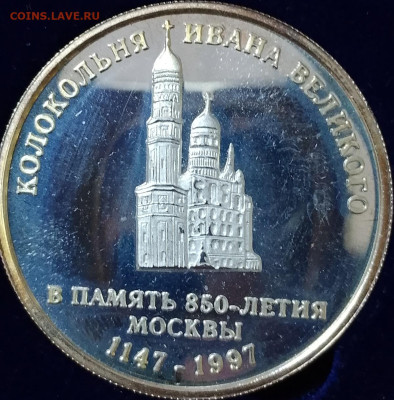 COINS.LAVE.RU
КОЛОКОЛЬНЯ ИВАНА ВЕЛИКОГО
В ПАМЯТЬ 850-ЛЕТИЯ
МОСКВЫ
1147-1997